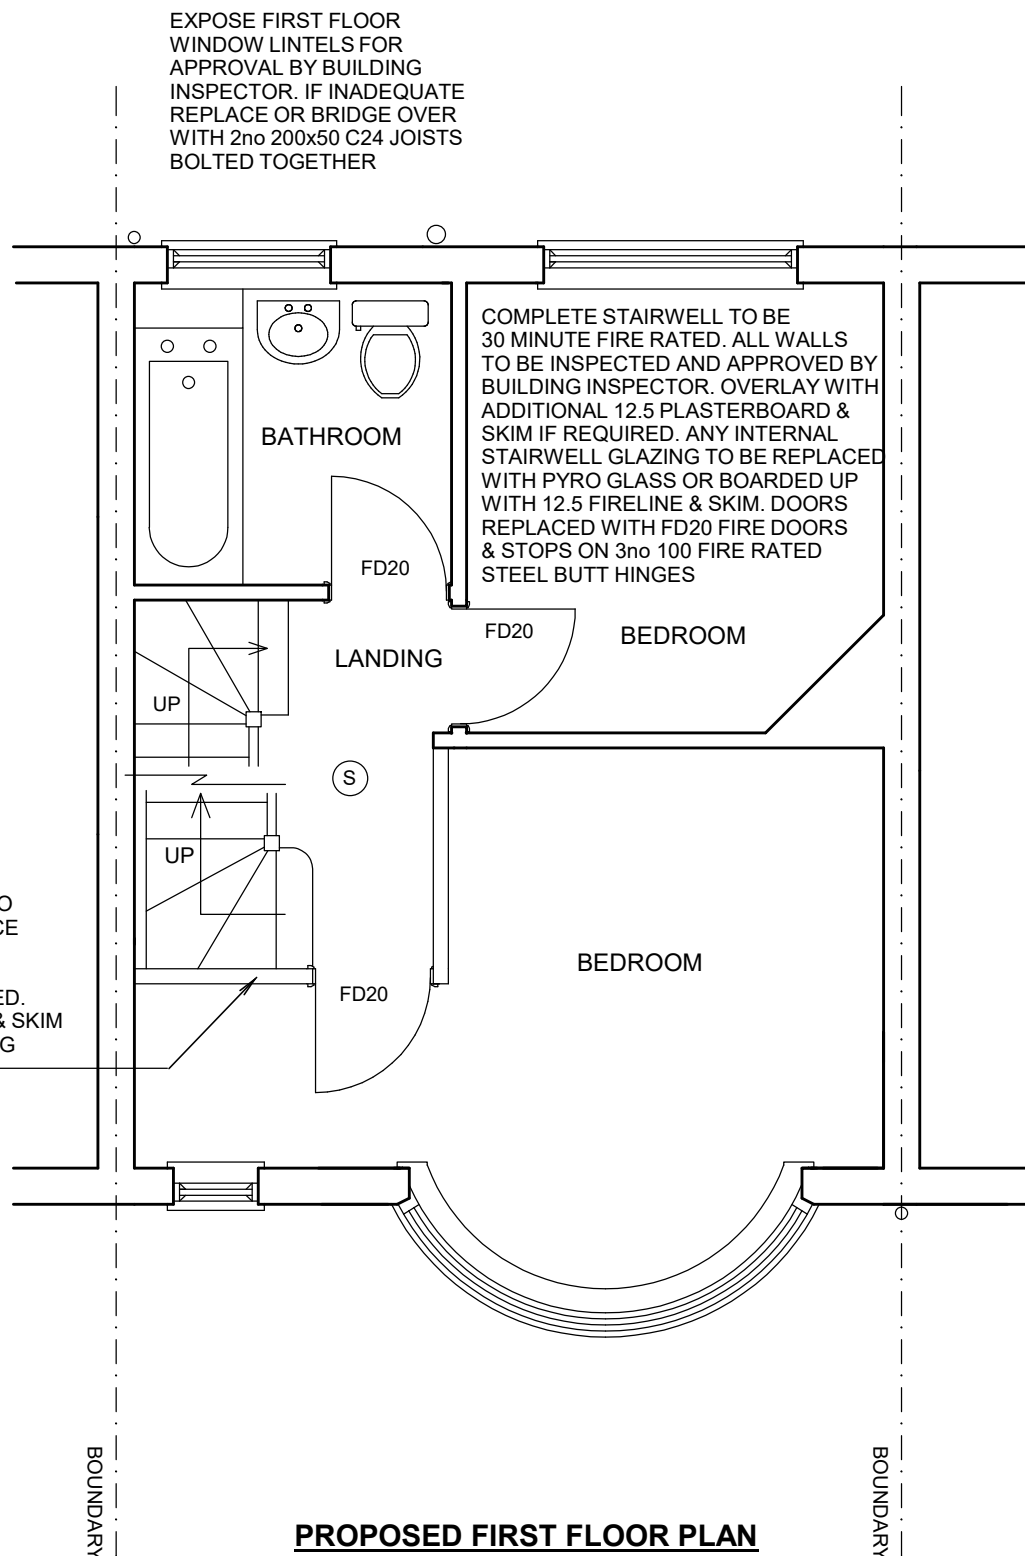 EXPOSE FIRST FLOOR
WINDOW LINTELS FOR
APPROVAL BY BUILDING
INSPECTOR. IF INADEQUATE
REPLACE OR BRIDGE OVER
WITH 2no 200x50 C24 JOISTS
BOLTED TOGETHER
COMPLETE STAIRWELL TO BE
30 MINUTE FIRE RATED. ALL WALLS
TO BE INSPECTED AND APPROVED BY
BUILDING INSPECTOR. OVERLAY WITH
ADDITIONAL 12.5 PLASTERBOARD &
SKIM IF REQUIRED. ANY INTERNAL
STAIRWELL GLAZING TO BE REPLACED
WITH PYRO GLASS OR BOARDED UP
WITH 12.5 FIRELINE & SKIM. DOORS
REPLACED WITH FD20 FIRE DOORS
& STOPS ON 3no 100 FIRE RATED
STEEL BUTT HINGES
BATHROOM
FD20
FD20
BEDROOM
LANDING
UP
S
UP
O
CE
ED.
& SKIM
G
BEDROOM
FD20
BOUNDARY
BOUNDARY
PROPOSED FIRST FLOOR PLAN